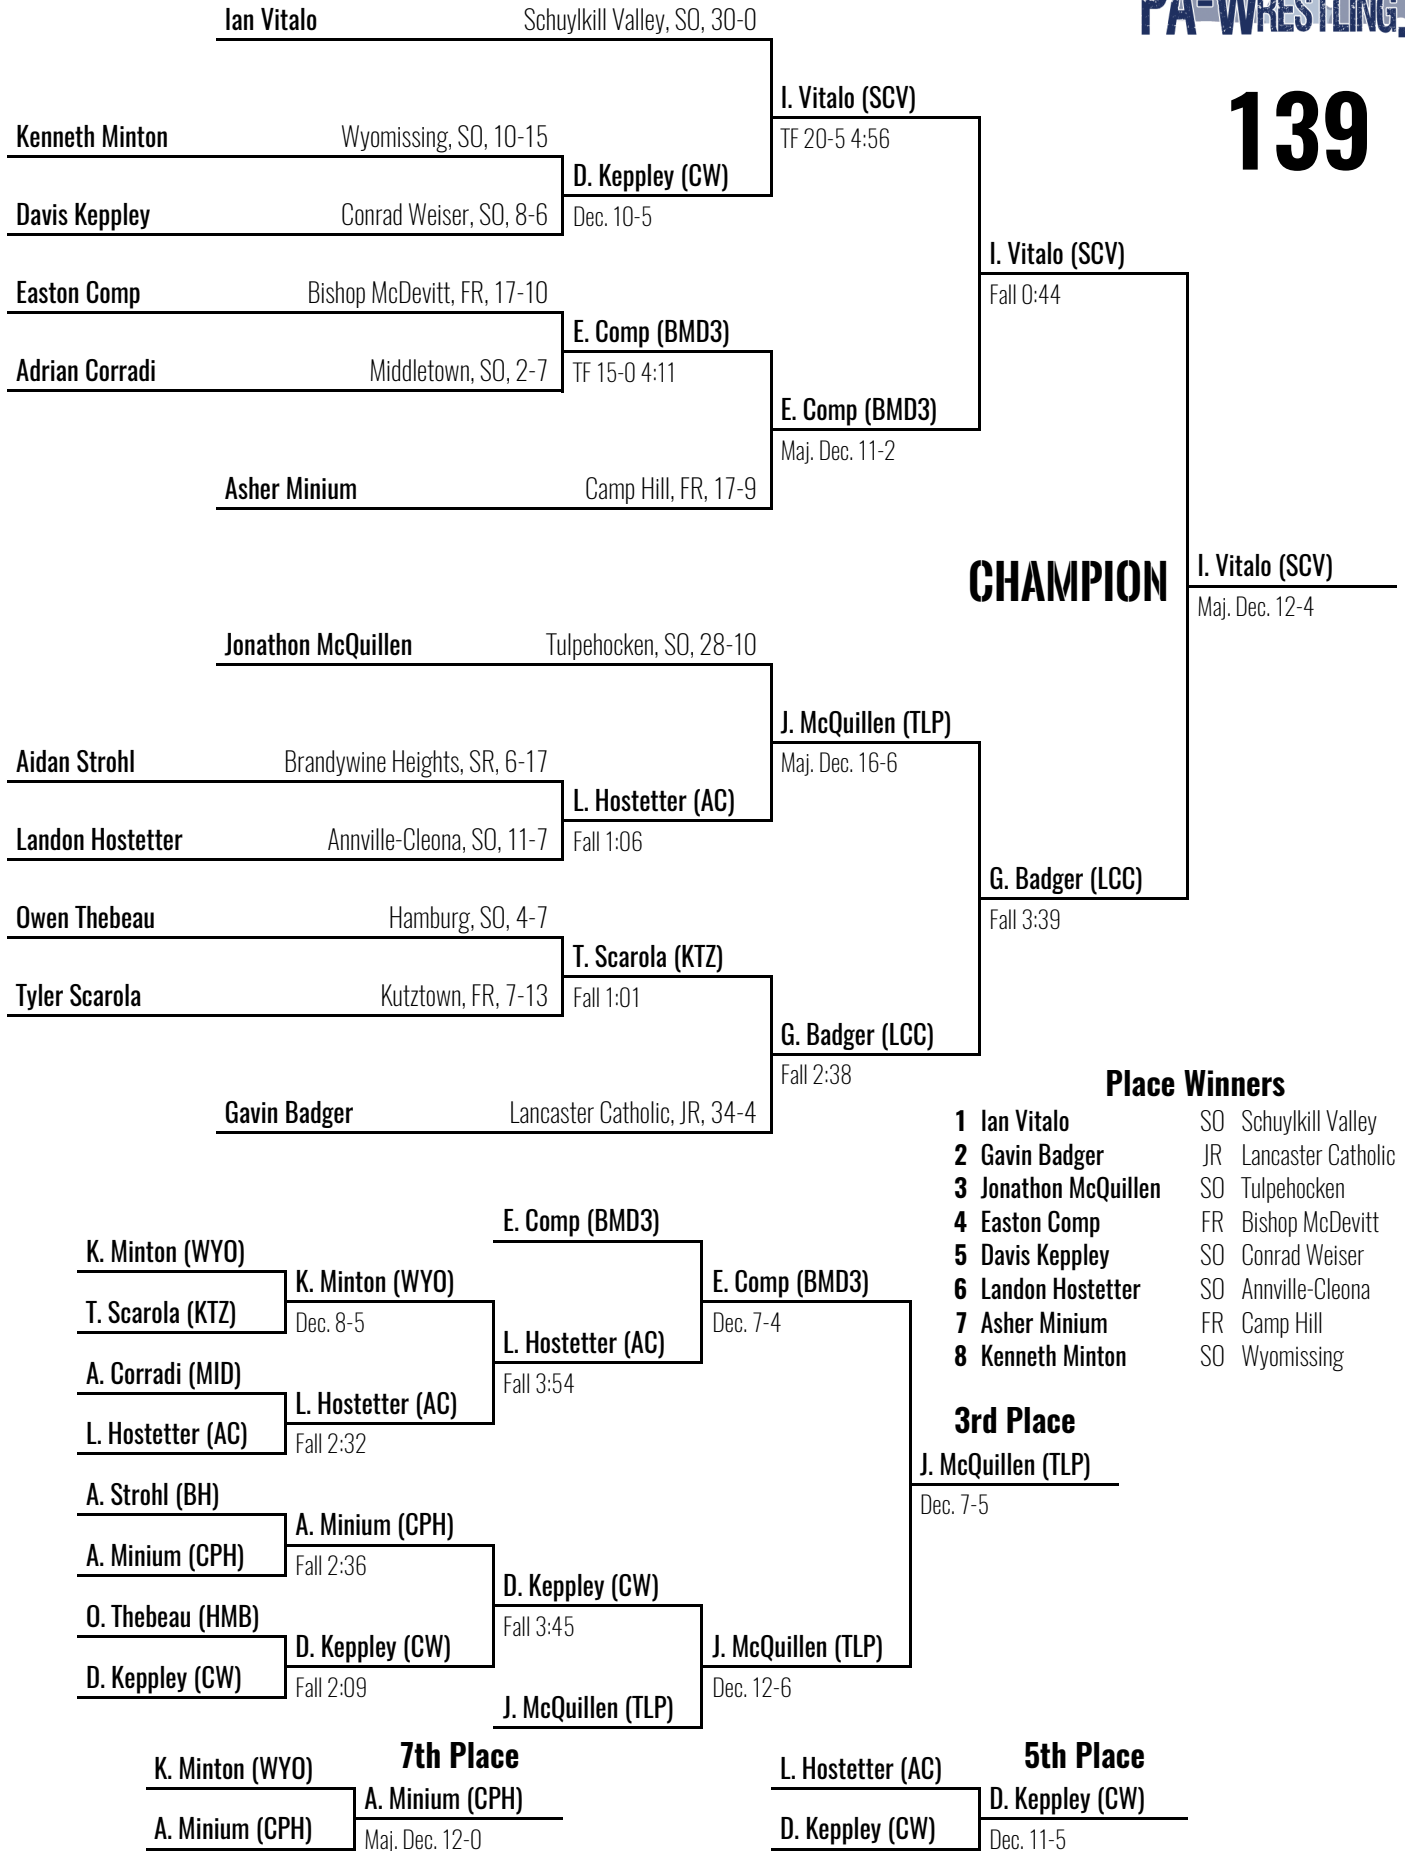 PA-WRESTLING.
139
Ian Vitalo Schuylkill Valley, SO, 30-0
I. Vitalo (SCV)
TF 20-5 4:56
Kenneth Minton Wyomissing, SO, 10-15
D. Keppley (CW)
Dec. 10-5
Davis Keppley Conrad Weiser, SO, 8-6
I. Vitalo (SCV)
Fall 0:44
Easton Comp Bishop McDevitt, FR, 17-10
E. Comp (BMD3)
TF 15-0 4:11
Adrian Corradi Middletown, SO, 2-7
E. Comp (BMD3)
Maj. Dec. 11-2
Asher Minium Camp Hill, FR, 17-9
CHAMPION
I. Vitalo (SCV)
Maj. Dec. 12-4
Jonathon McQuillen Tulpehocken, SO, 28-10
J. McQuillen (TLP)
Maj. Dec. 16-6
Aidan Strohl Brandywine Heights, SR, 6-17
L. Hostetter (AC)
Fall 1:06
Landon Hostetter Annville-Cleona, SO, 11-7
G. Badger (LCC)
Fall 3:39
Owen Thebeau Hamburg, SO, 4-7
T. Scarola (KTZ)
Fall 1:01
Tyler Scarola Kutztown, FR, 7-13
G. Badger (LCC)
Fall 2:38
Gavin Badger Lancaster Catholic, JR, 34-4
Place Winners
1 Ian Vitalo SO Schuylkill Valley
2 Gavin Badger JR Lancaster Catholic
3 Jonathon McQuillen SO Tulpehocken
4 Easton Comp FR Bishop McDevitt
5 Davis Keppley SO Conrad Weiser
6 Landon Hostetter SO Annville-Cleona
7 Asher Minium FR Camp Hill
8 Kenneth Minton SO Wyomissing
E. Comp (BMD3)
K. Minton (WYO)
K. Minton (WYO)
Dec. 8-5
T. Scarola (KTZ)
E. Comp (BMD3)
Dec. 7-4
L. Hostetter (AC)
Fall 3:54
A. Corradi (MID)
L. Hostetter (AC)
Fall 2:32
L. Hostetter (AC)
3rd Place
J. McQuillen (TLP)
Dec. 7-5
A. Strohl (BH)
A. Minium (CPH)
Fall 2:36
A. Minium (CPH)
D. Keppley (CW)
Fall 3:45
O. Thebeau (HMB)
D. Keppley (CW)
Fall 2:09
D. Keppley (CW)
J. McQuillen (TLP)
Dec. 12-6
J. McQuillen (TLP)
7th Place
K. Minton (WYO)
A. Minium (CPH)
Maj. Dec. 12-0
A. Minium (CPH)
5th Place
L. Hostetter (AC)
D. Keppley (CW)
Dec. 11-5
D. Keppley (CW)